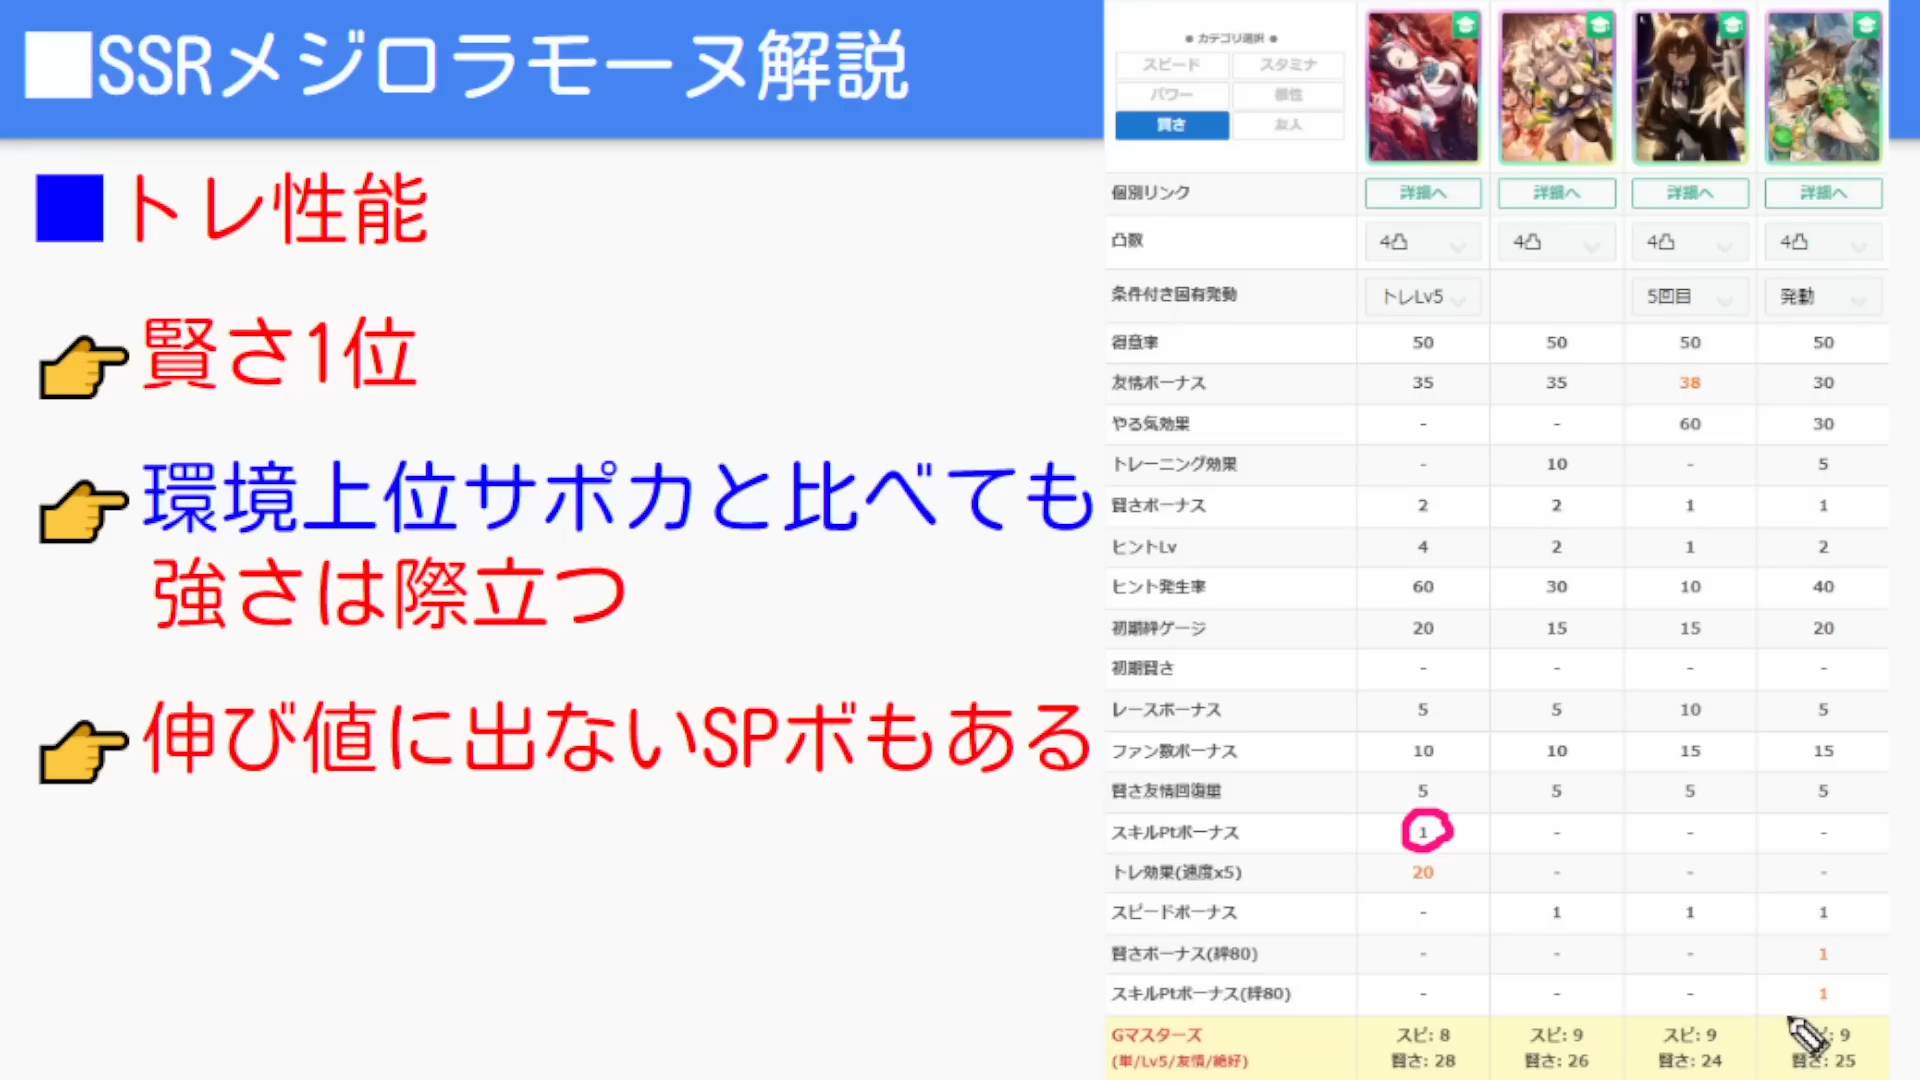 ■SSRメジロラモーヌ解説
■トレ性能
賢さ1位
環境上位サポカと比べても
強さは際立つ
伸び値に出ないSPボもある
● カテゴリ選択 ●
スピード スタミナ
パワー 根性
賢さ 友人
個別リンク 詳細へ 詳細へ 詳細へ 詳細へ
凸数 4凸 4凸 4凸 4凸
条件付き固有発動 トレLv5 5回目 発動
得意率 50 50 50 50
友情ボーナス 35 35 38 30
やる気効果 - - 60 30
トレーニング効果 - 10 - 5
賢さボーナス 2 2 1 1
ヒントLv 4 2 1 2
ヒント発生率 60 30 10 40
初期絆ゲージ 20 15 15 20
初期賢さ - - - -
レースボーナス 5 5 10 5
ファン数ボーナス 10 10 15 15
賢さ友情回復量 5 5 5 5
スキルPtボーナス 1 - - -
トレ効果(速度x5) 20 - - -
スピードボーナス - 1 1 1
賢さボーナス(絆80) - - - 1
スキルPtボーナス(絆80) - - - 1
Gマスターズ スピ: 8 スピ: 9 スピ: 9 : 9
(単/Lv5/友情/絶好) 賢さ: 28 賢さ: 26 賢さ: 24 賢さ: 25